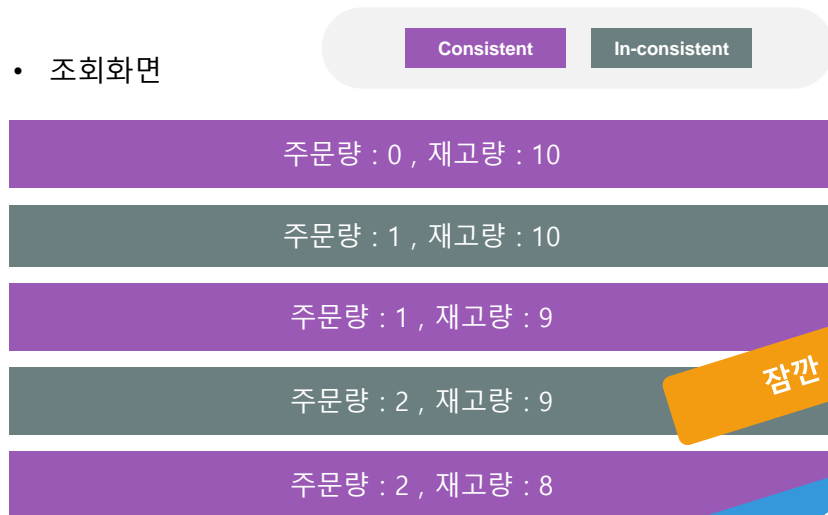 Consistent
In-consistent
• 조회화면
주문량 : 0 , 재고량 : 10
주문량 : 1 , 재고량 : 10
주문량 : 1 , 재고량 : 9
잠깐
주문량 : 2 , 재고량 : 9
주문량 : 2 , 재고량 : 8